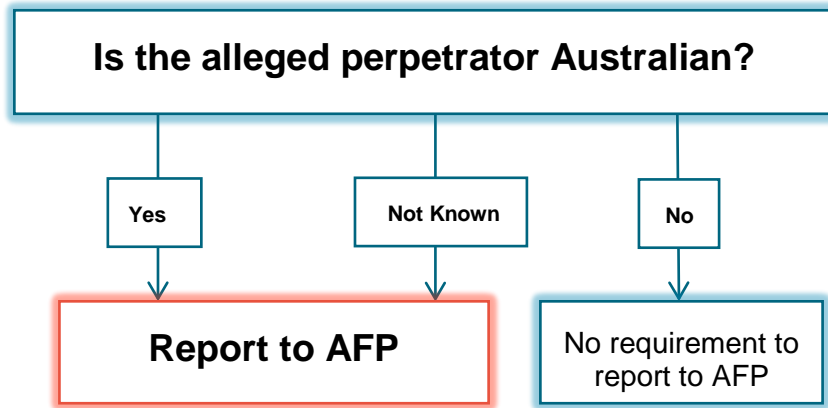 Is the alleged perpetrator Australian?
Yes
Not Known
No
Report to AFP
No requirement to
report to AFP